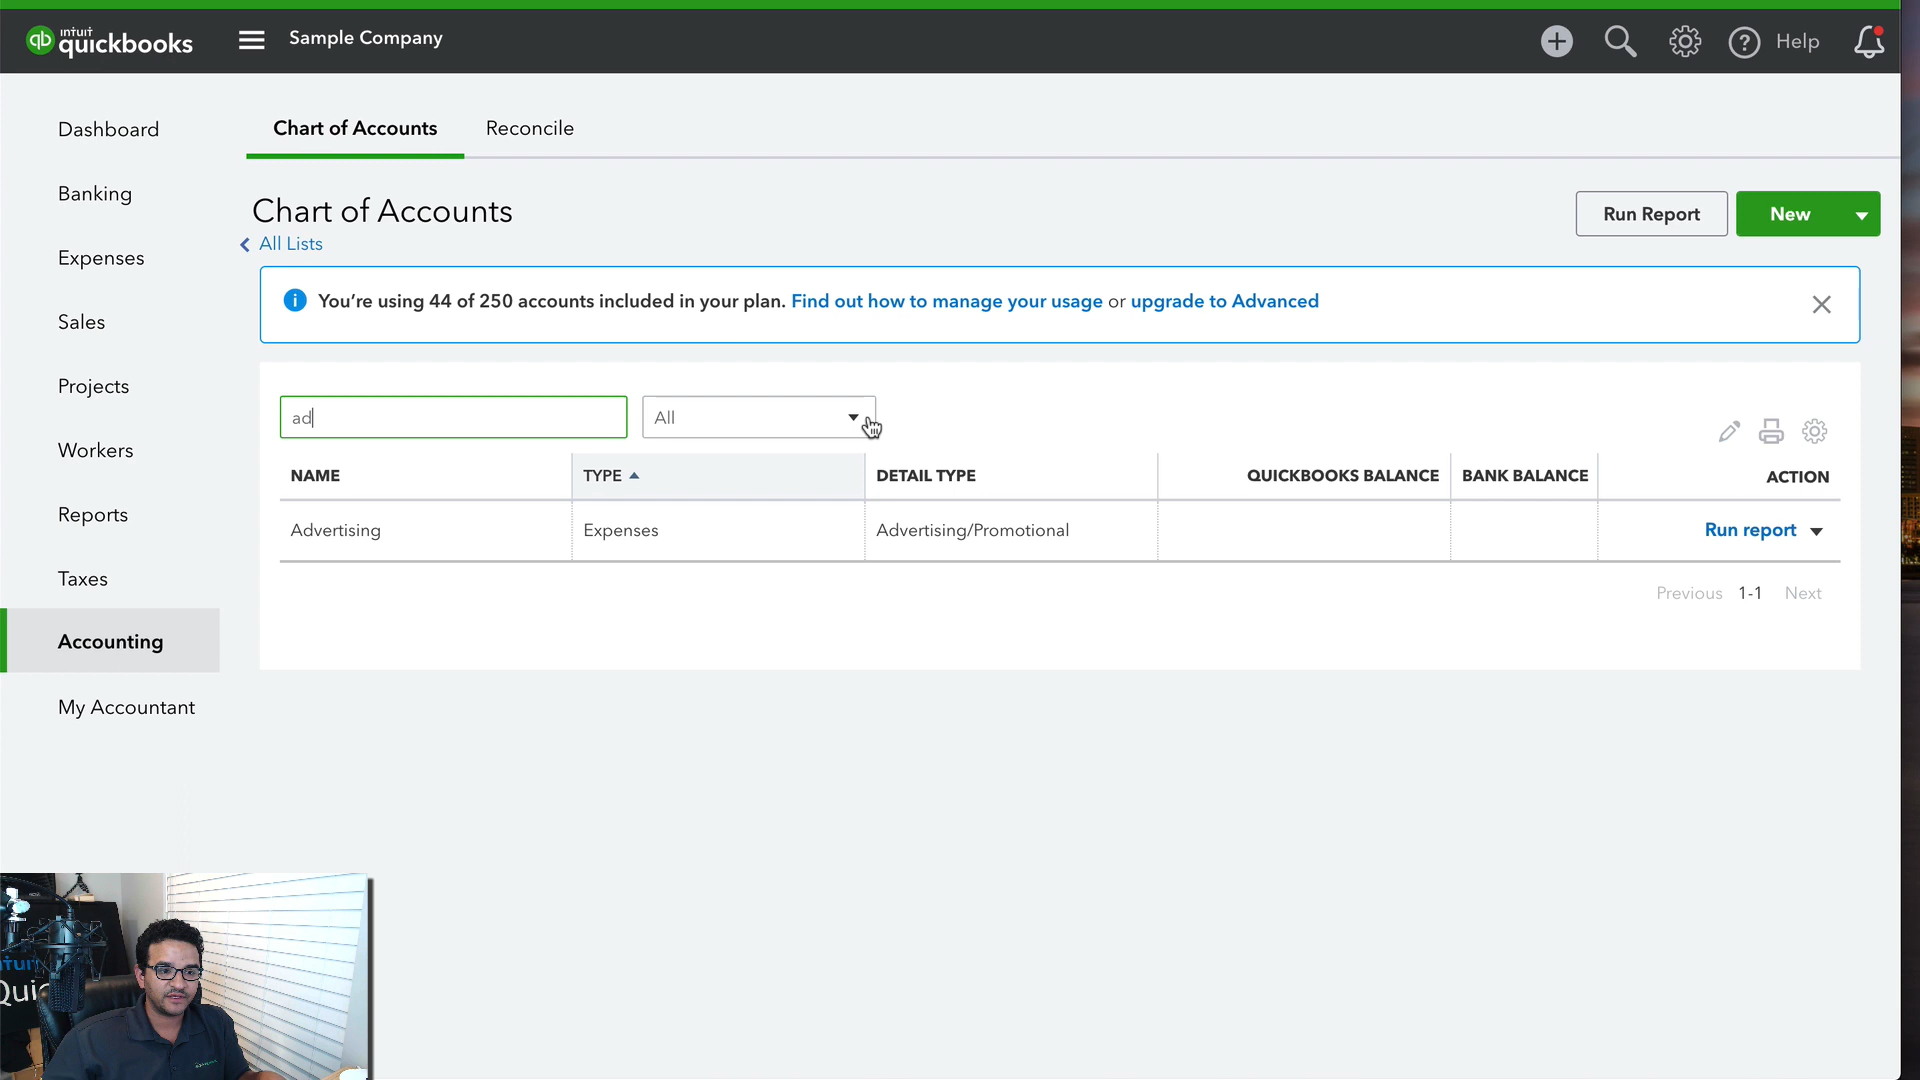 intuit
qb quickbooks
Sample Company
Help
Dashboard
Banking
Expenses
Sales
Projects
Workers
Reports
Taxes
Accounting
My Accountant
Chart of Accounts
Reconcile
Chart of Accounts
All Lists
Run Report
New
You're using 44 of 250 accounts included in your plan. Find out how to manage your usage or upgrade to Advanced
ad
All
NAME TYPE DETAIL TYPE QUICKBOOKS BALANCE BANK BALANCE ACTION
Advertising Expenses Advertising/Promotional Run report
Previous 1-1 Next